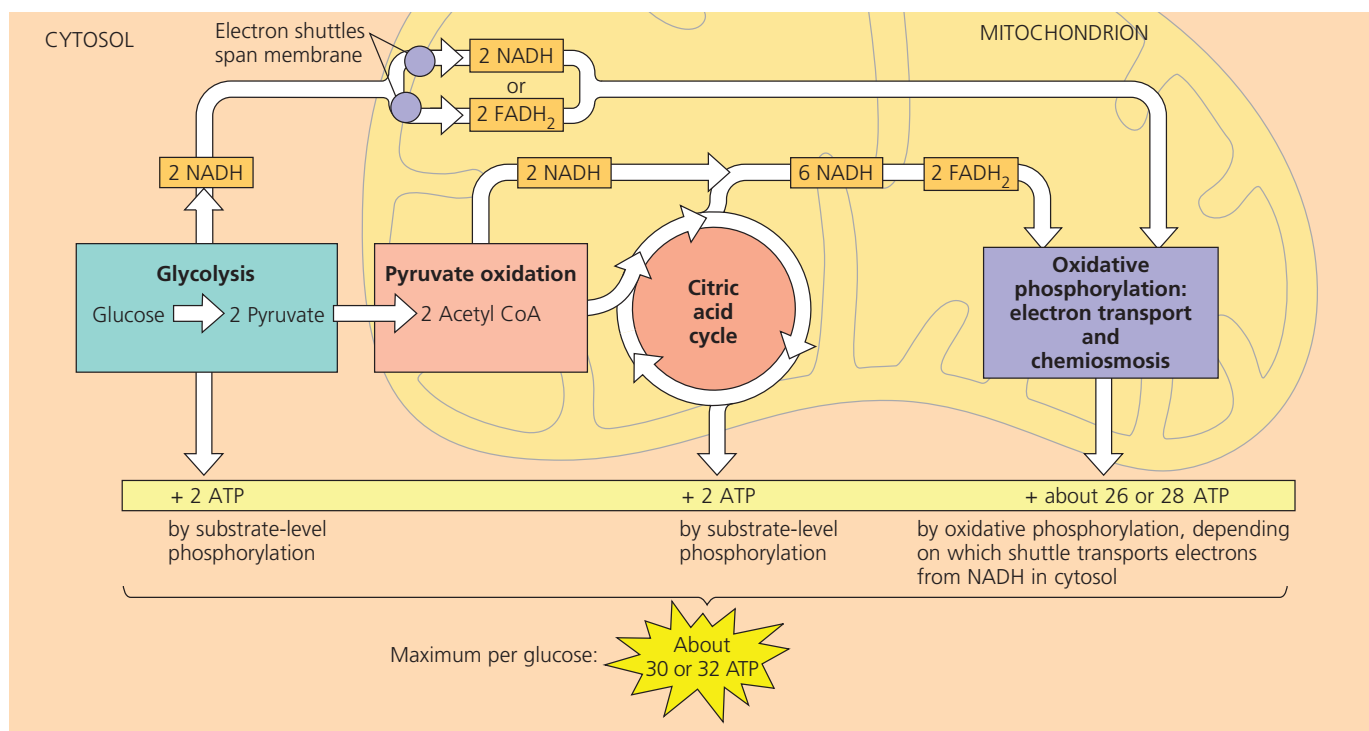 CYTOSOL
Electron shuttles
span membrane
MITOCHONDRION
2 NADH
or
2 FADH₂
2 NADH
2 NADH
6 NADH
2 FADH₂
Glycolysis
Glucose
2 Pyruvate
Pyruvate oxidation
2 Acetyl CoA
Citric
acid
cycle
Oxidative
phosphorylation:
electron transport
and
chemiosmosis
+ 2 ATP
by substrate-level
phosphorylation
+ 2 ATP
by substrate-level
phosphorylation
+ about 26 or 28 ATP
by oxidative phosphorylation, depending
on which shuttle transports electrons
from NADH in cytosol
Maximum per glucose:
About
30 or 32 ATP